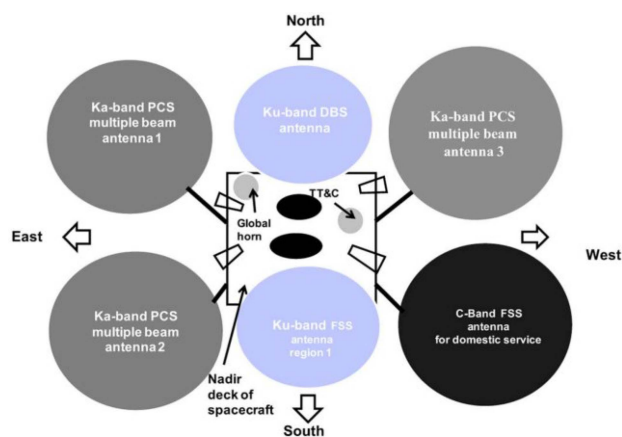 North
Ka-band PCS
multiple beam
antenna 1
Ku-band DBS
antenna
Ka-band PCS
multiple beam
antenna 3
TT&C
Global
horn
East
West
Ka-band PCS
multiple beam
antenna 2
Ku-band FSS
antenna
region 1
C-Band FSS
antenna
for domestic service
Nadir
deck of
spacecraft
South